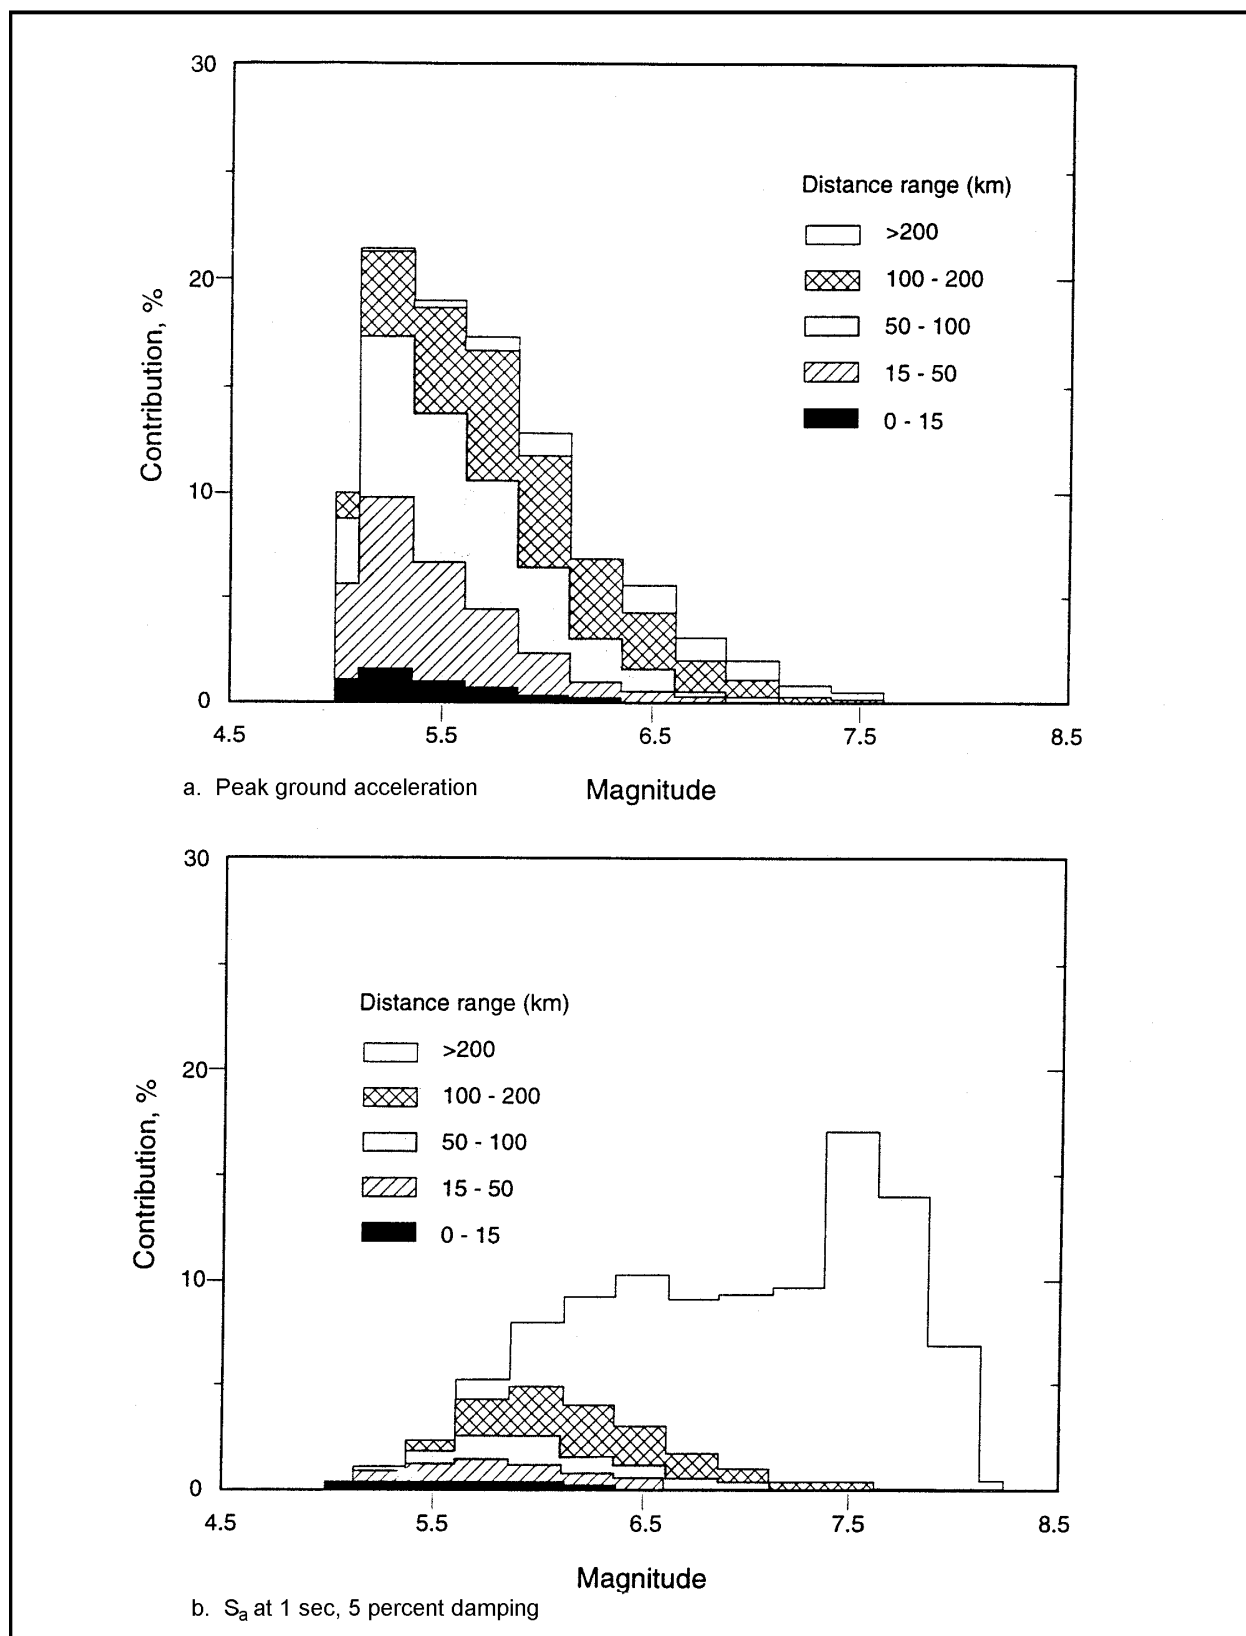 30
20
10
0
Contribution, %
Distance range (km)
>200
100 - 200
50 - 100
15 - 50
0 - 15
4.5 5.5 6.5 7.5 8.5
a. Peak ground acceleration
Magnitude
30
20
10
0
Contribution, %
Distance range (km)
>200
100 - 200
50 - 100
15 - 50
0 - 15
4.5 5.5 6.5 7.5 8.5
Magnitude
b. Sa at 1 sec, 5 percent damping